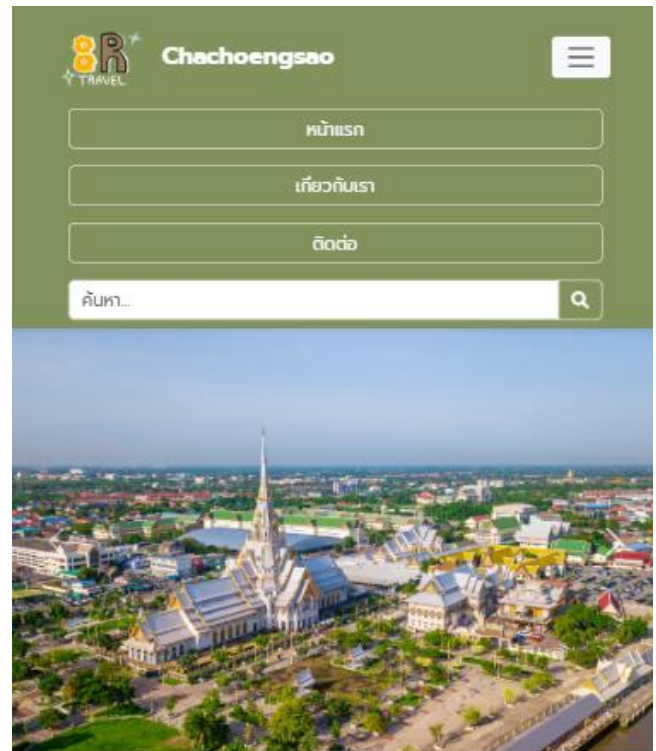 8R
TRAVEL
Chachoengsao
หน้าแรก
เกี่ยวกับเรา
ติดต่อ
ค้นหา...